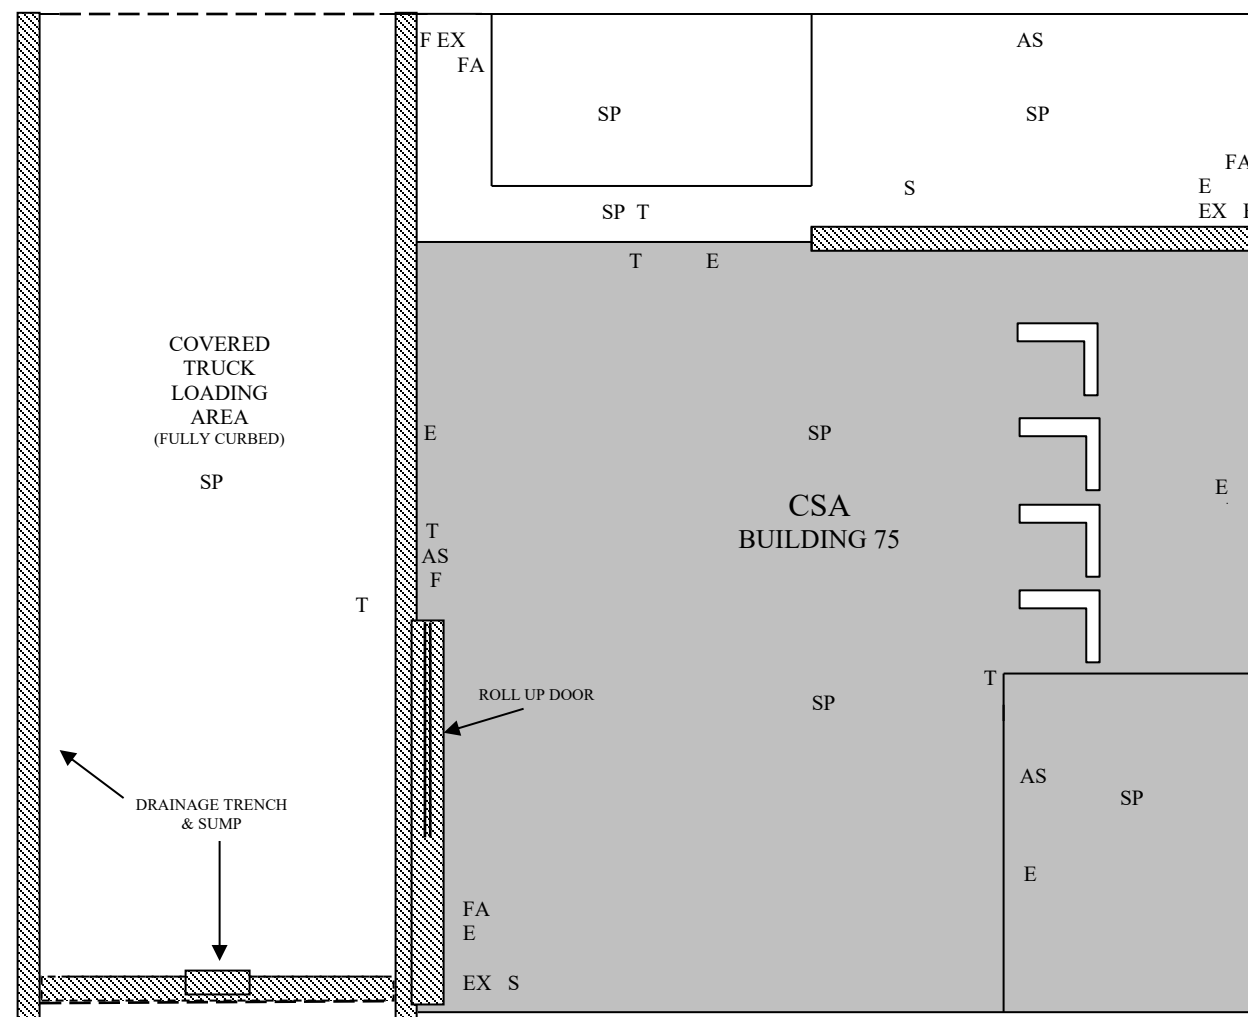 F EX
FA
AS
SP
SP
FA
S
E
SP T
EX
T E
COVERED
TRUCK
LOADING
AREA
(FULLY CURBED)
SP
E
SP
CSA
BUILDING 75
E
T
AS
F
T
T
ROLL UP DOOR
SP
AS
SP
DRAINAGE TRENCH
& SUMP
E
FA
E
EX S